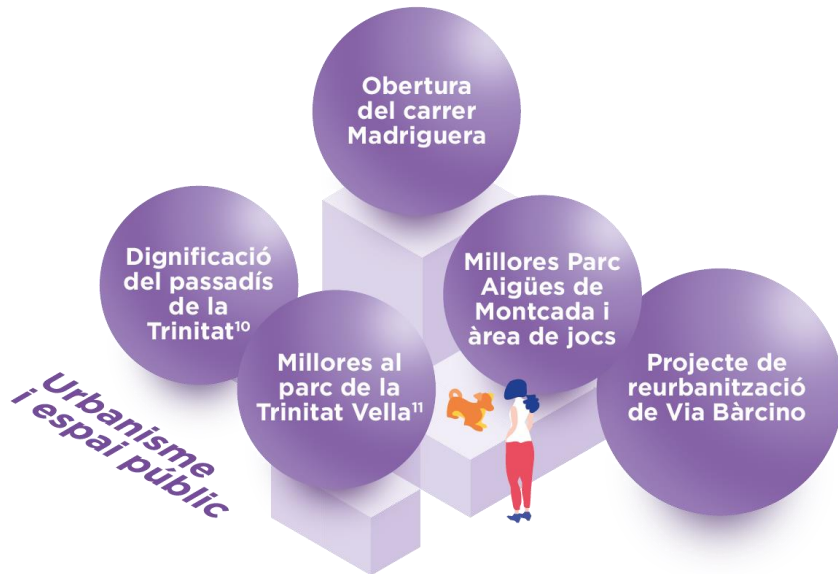 Obertura
del carrer
Madriguera
Dignificació
del passadís
de la
Trinitat¹⁰
Millores al
parc de la
Trinitat Vella¹¹
Millores Parc
Aigües de
Montcada i
àrea de jocs
Projecte de
reurbanització
de Via Bàrcino
Urbanisme
i espai públic